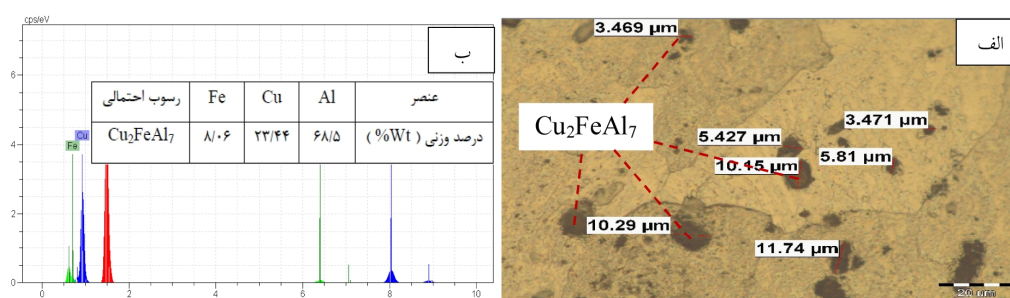 cps/eV
ب
عنصر Al Cu Fe رسوب احتمالی
درصد وزنی ( Wt%) ۶۸/۵ ۲۳/۴۴ ۸/۰۶ Cu₂FeAl₇
Fe Cu
6
4
2
0
0 2 4 6 8 10
الف
3.469 µm
Cu₂FeAl₇
3.471 µm
5.427 µm
5.81 µm
10.15 µm
10.29 µm
11.74 µm
20 µm